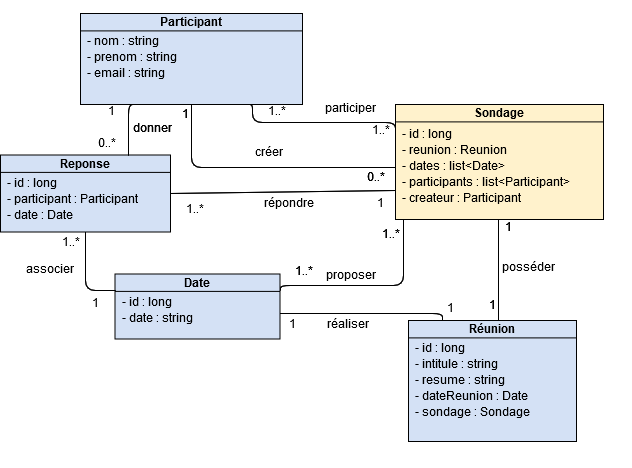 Participant
- nom : string
- prenom : string
- email : string
1
1
1..*
participer
1..*
donner
0..*
créer
0..*
Sondage
- id : long
- reunion : Reunion
- dates : list<Date>
- participants : list<Participant>
- createur : Participant
Reponse
- id : long
- participant : Participant
- date : Date
1..*
répondre
1
1..*
associer
1
1..*
proposer
1..*
1
posséder
1
Date
- id : long
- date : string
1
réaliser
1
Réunion
- id : long
- intitule : string
- resume : string
- dateReunion : Date
- sondage : Sondage